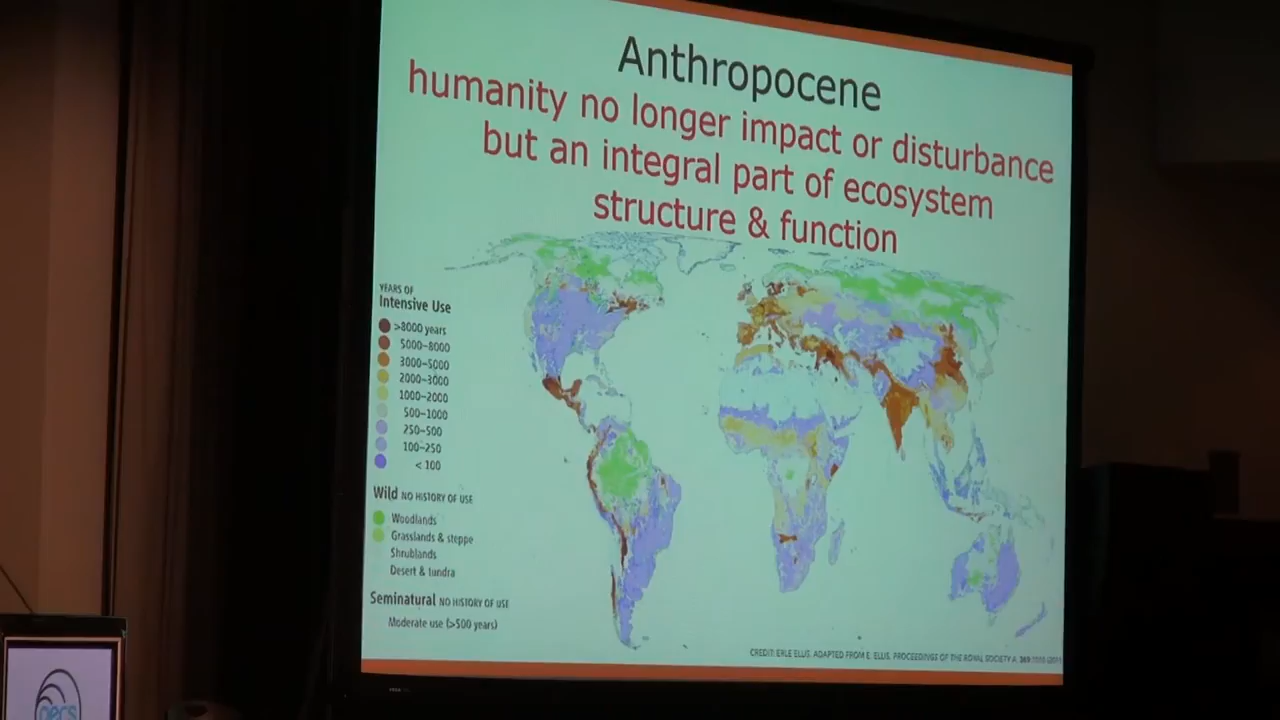 Anthropocene
humanity no longer impact or disturbance
but an integral part of ecosystem
structure & function
YEARS OF
Intensive Use
>8000 years
5000–8000
3000–5000
2000–3000
1000–2000
500–1000
250–500
100–250
< 100
Wild NO HISTORY OF USE
Woodlands
Grasslands & steppe
Shrublands
Desert & tundra
Seminatural NO HISTORY OF USE
Moderate use (>500 years)
CREDIT: ERLE ELLIS, ADAPTED FROM E. ELLIS, PROCEEDINGS OF THE ROYAL SOCIETY A, 369
pecs